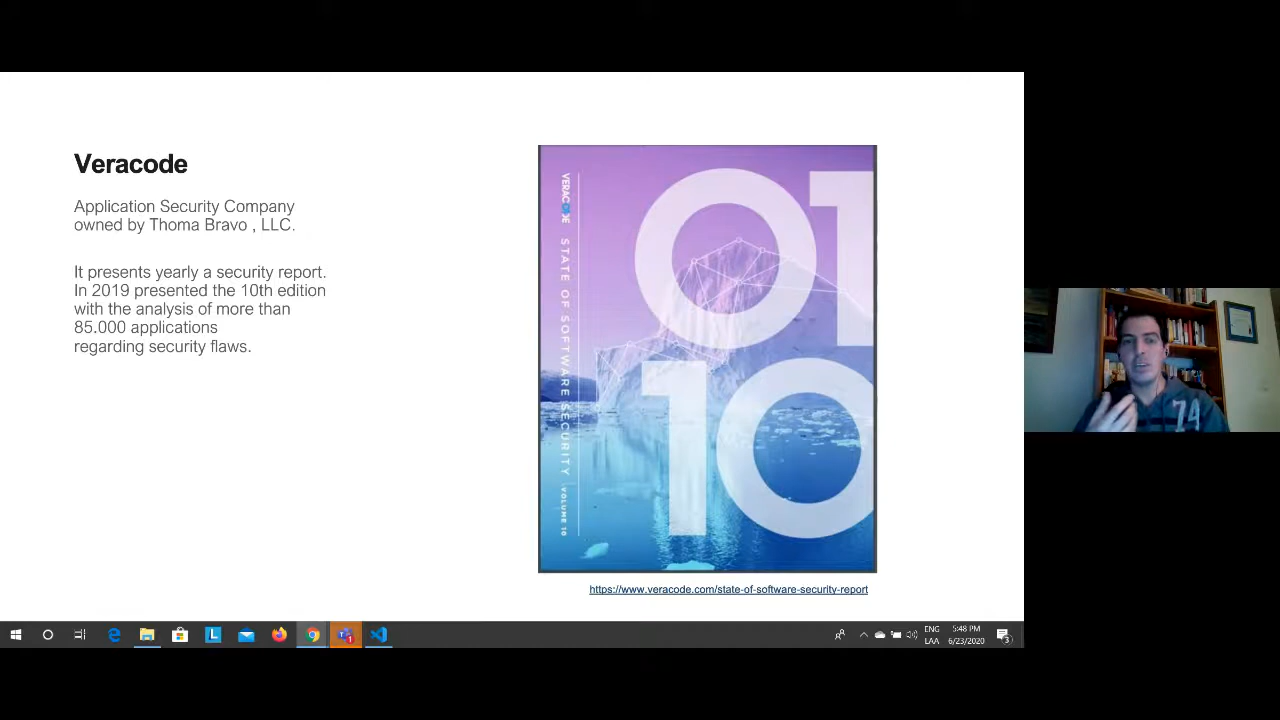 Veracode
Application Security Company
owned by Thoma Bravo , LLC.
It presents yearly a security report.
In 2019 presented the 10th edition
with the analysis of more than
85.000 applications
regarding security flaws.
VERACODE STATE OF SOFTWARE SECURITY VOLUME 10
01
10
https://www.veracode.com/state-of-software-security-report
74
ENG
LAA
5:48 PM
6/23/2020